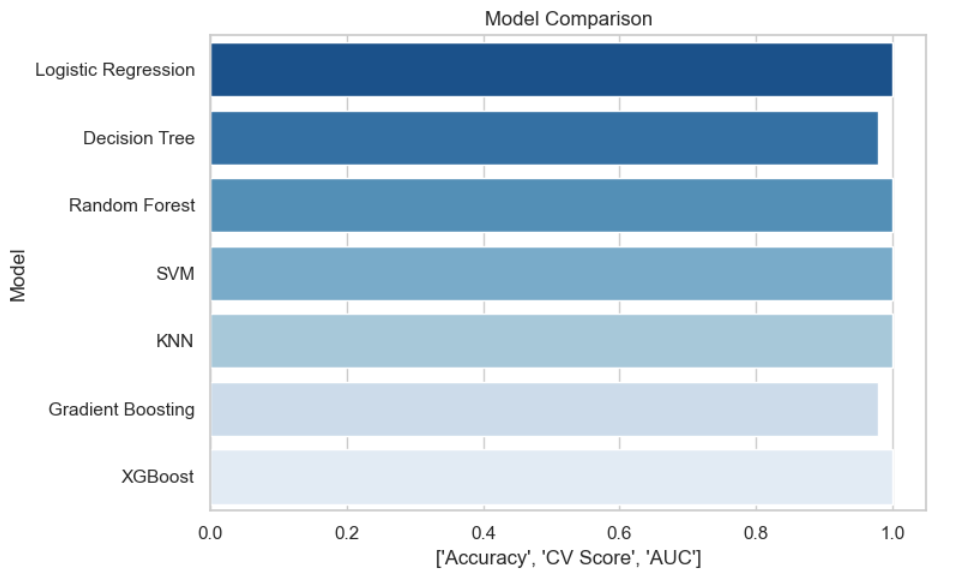 Model Comparison
Logistic Regression
Decision Tree
Random Forest
SVM
KNN
Gradient Boosting
XGBoost
Model
0.0 0.2 0.4 0.6 0.8 1.0
['Accuracy', 'CV Score', 'AUC']